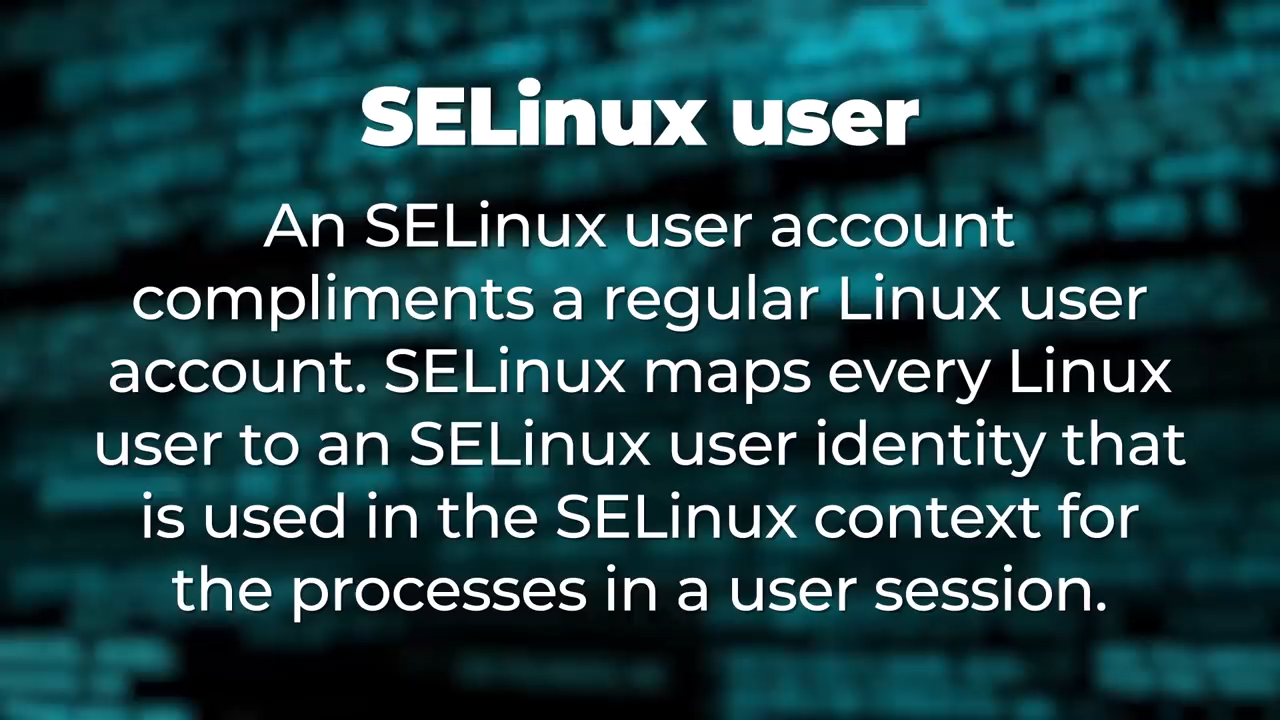 SELinux user
An SELinux user account
compliments a regular Linux user
account. SELinux maps every Linux
user to an SELinux user identity that
is used in the SELinux context for
the processes in a user session.